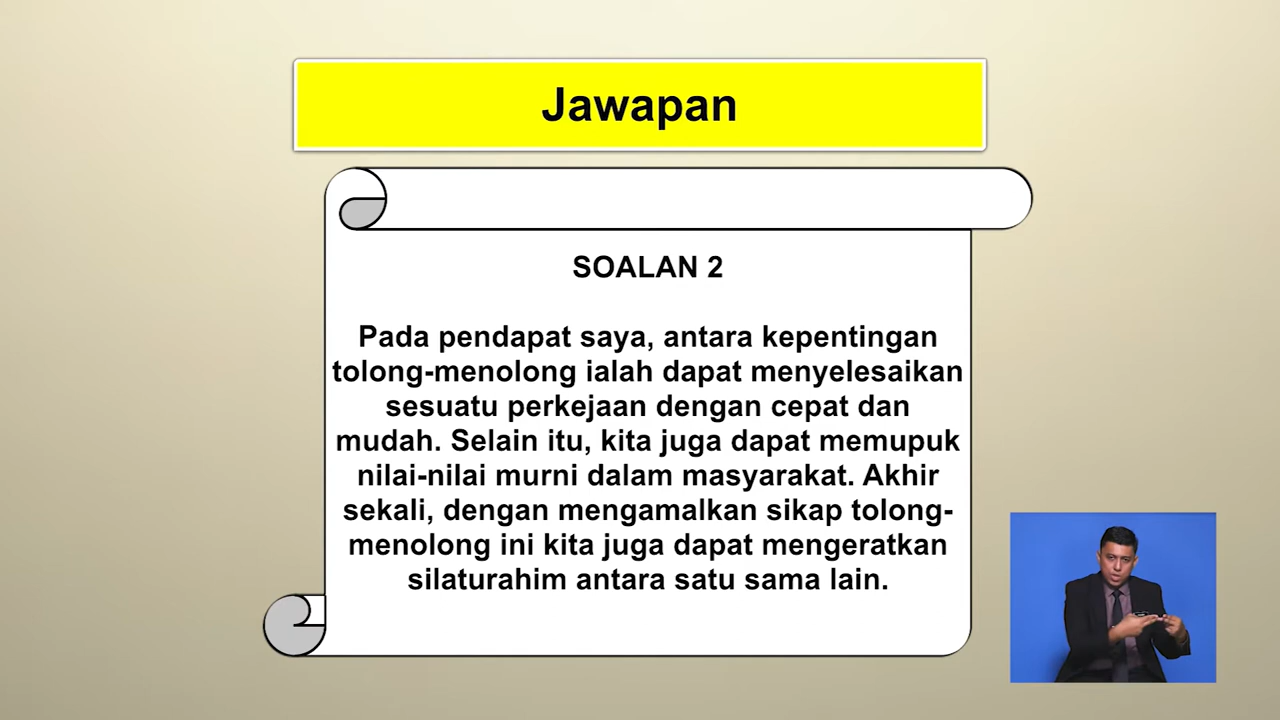 Jawapan
SOALAN 2
Pada pendapat saya, antara kepentingan
tolong-menolong ialah dapat menyelesaikan
sesuatu perkejaan dengan cepat dan
mudah. Selain itu, kita juga dapat memupuk
nilai-nilai murni dalam masyarakat. Akhir
sekali, dengan mengamalkan sikap tolong-
menolong ini kita juga dapat mengeratkan
silaturahim antara satu sama lain.